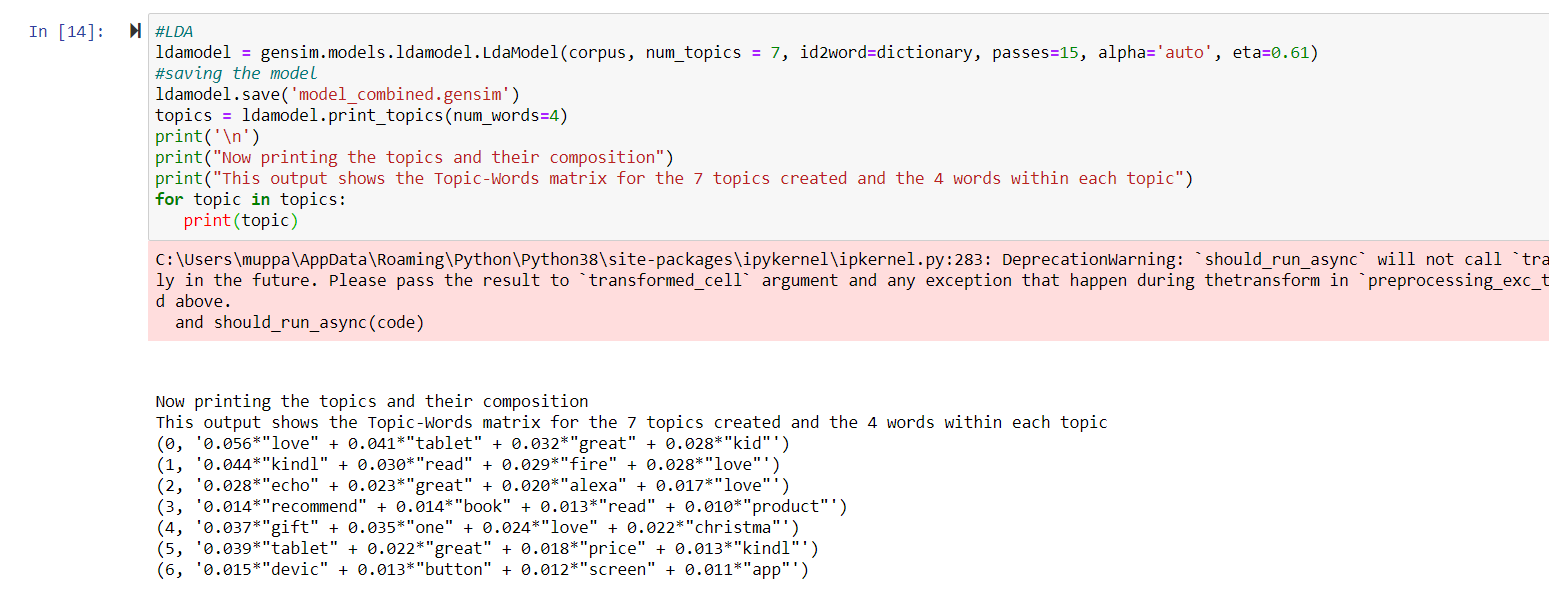 In [14]:
#LDA
ldamodel = gensim.models.ldamodel.LdaModel(corpus, num_topics = 7, id2word=dictionary, passes=15, alpha='auto', eta=0.61)
#saving the model
ldamodel.save('model_combined.gensim')
topics = ldamodel.print_topics(num_words=4)
print('\n')
print("Now printing the topics and their composition")
print("This output shows the Topic-Words matrix for the 7 topics created and the 4 words within each topic")
for topic in topics:
   print(topic)
C:\Users\muppa\AppData\Roaming\Python\Python38\site-packages\ipykernel\ipkernel.py:283: DeprecationWarning: `should_run_async` will not call `tra
ly in the future. Please pass the result to `transformed_cell` argument and any exception that happen during thetransform in `preprocessing_exc_t
d above.
  and should_run_async(code)
Now printing the topics and their composition
This output shows the Topic-Words matrix for the 7 topics created and the 4 words within each topic
(0, '0.056*"love" + 0.041*"tablet" + 0.032*"great" + 0.028*"kid"')
(1, '0.044*"kindl" + 0.030*"read" + 0.029*"fire" + 0.028*"love"')
(2, '0.028*"echo" + 0.023*"great" + 0.020*"alexa" + 0.017*"love"')
(3, '0.014*"recommend" + 0.014*"book" + 0.013*"read" + 0.010*"product"')
(4, '0.037*"gift" + 0.035*"one" + 0.024*"love" + 0.022*"christma"')
(5, '0.039*"tablet" + 0.022*"great" + 0.018*"price" + 0.013*"kindl"')
(6, '0.015*"devic" + 0.013*"button" + 0.012*"screen" + 0.011*"app"')